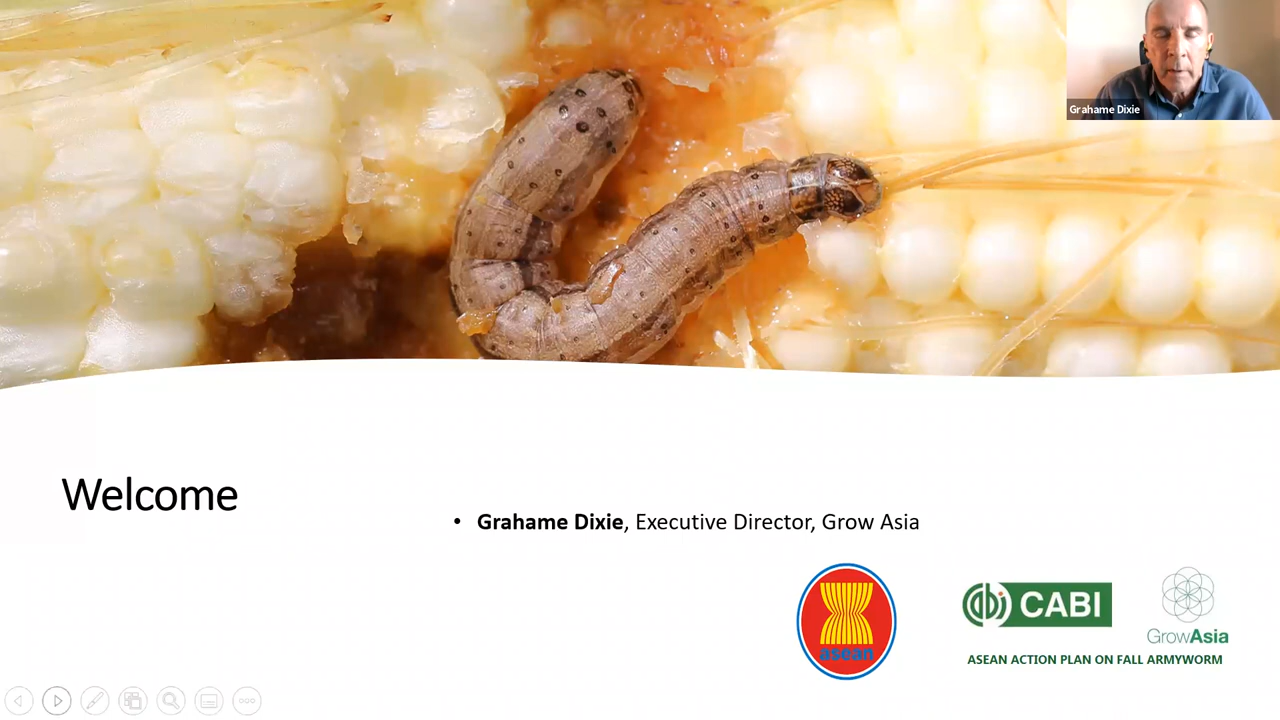 Grahame Dixie
Welcome
• Grahame Dixie, Executive Director, Grow Asia
asean
CABI
GrowAsia
ASEAN ACTION PLAN ON FALL ARMYWORM